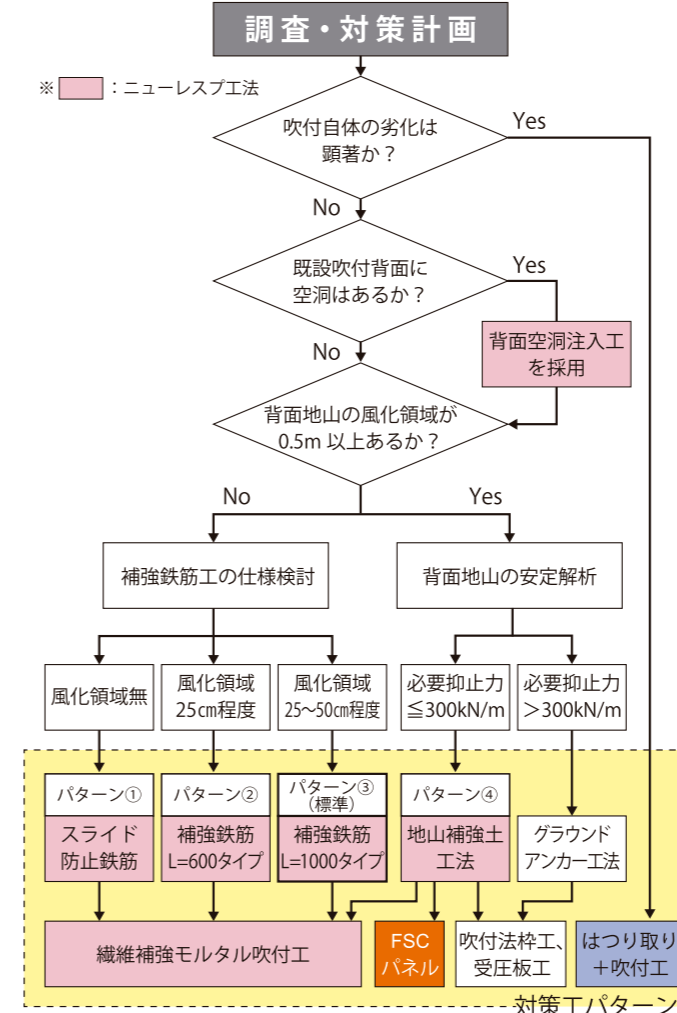 調査・対策計画
※ ：ニューレスプ工法
吹付自体の劣化は
顕著か？
Yes
No
既設吹付背面に
空洞はあるか？
Yes
背面空洞注入工
を採用
No
背面地山の風化領域が
0.5m 以上あるか？
No
Yes
補強鉄筋工の仕様検討
背面地山の安定解析
風化領域無
風化領域
25㎝程度
風化領域
25〜50㎝程度
必要抑止力
≦300kN/m
必要抑止力
＞300kN/m
パターン①
スライド
防止鉄筋
パターン②
補強鉄筋
L=600タイプ
パターン③
（標準）
補強鉄筋
L=1000タイプ
パターン④
地山補強土
工法
グラウンド
アンカー工法
繊維補強モルタル吹付工
FSC
パネル
吹付法枠工、
受圧板工
はつり取り
＋吹付工
対策工パターン